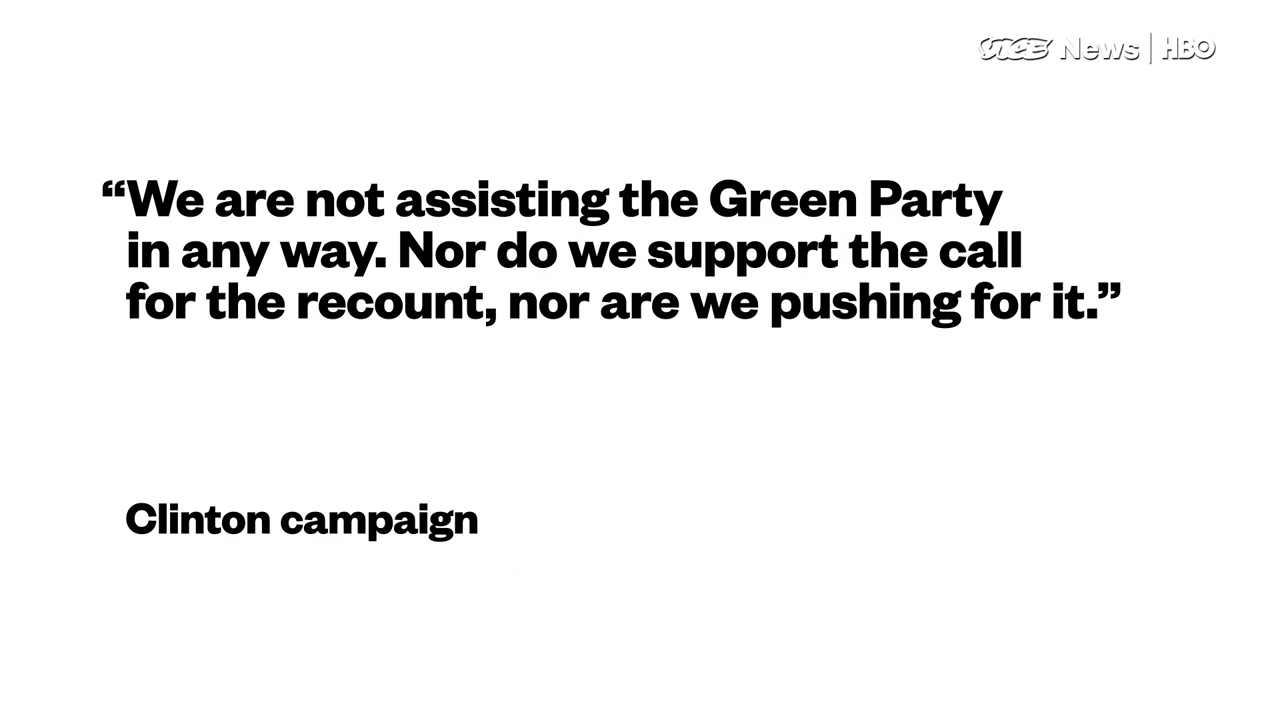 VICE News | HBO
“We are not assisting the Green Party
in any way. Nor do we support the call
for the recount, nor are we pushing for it.”
Clinton campaign